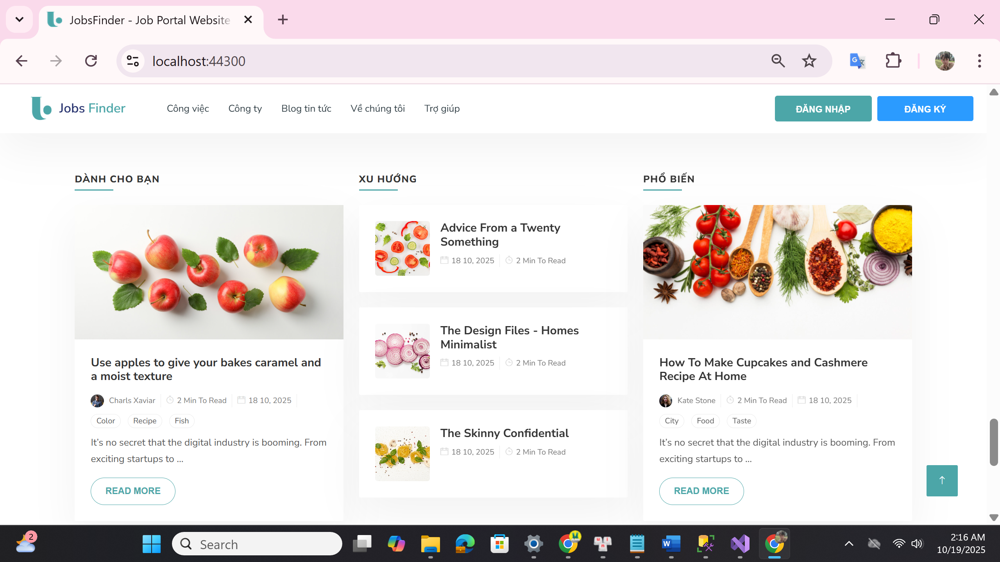 JobsFinder - Job Portal Website
localhost:44300
Jobs Finder
Công việc
Công ty
Blog tin tức
Về chúng tôi
Trợ giúp
ĐĂNG NHẬP
ĐĂNG KÝ
DÀNH CHO BẠN
Use apples to give your bakes caramel and
a moist texture
Charls Xaviar
2 Min To Read
18 10, 2025
Color
Recipe
Fish
It’s no secret that the digital industry is booming. From
exciting startups to ...
READ MORE
XU HƯỚNG
Advice From a Twenty
Something
18 10, 2025
2 Min To Read
The Design Files - Homes
Minimalist
18 10, 2025
2 Min To Read
The Skinny Confidential
18 10, 2025
2 Min To Read
PHỔ BIẾN
How To Make Cupcakes and Cashmere
Recipe At Home
Kate Stone
2 Min To Read
18 10, 2025
City
Food
Taste
It’s no secret that the digital industry is booming. From
exciting startups to ...
READ MORE
2
Search
2:16 AM
10/19/2025